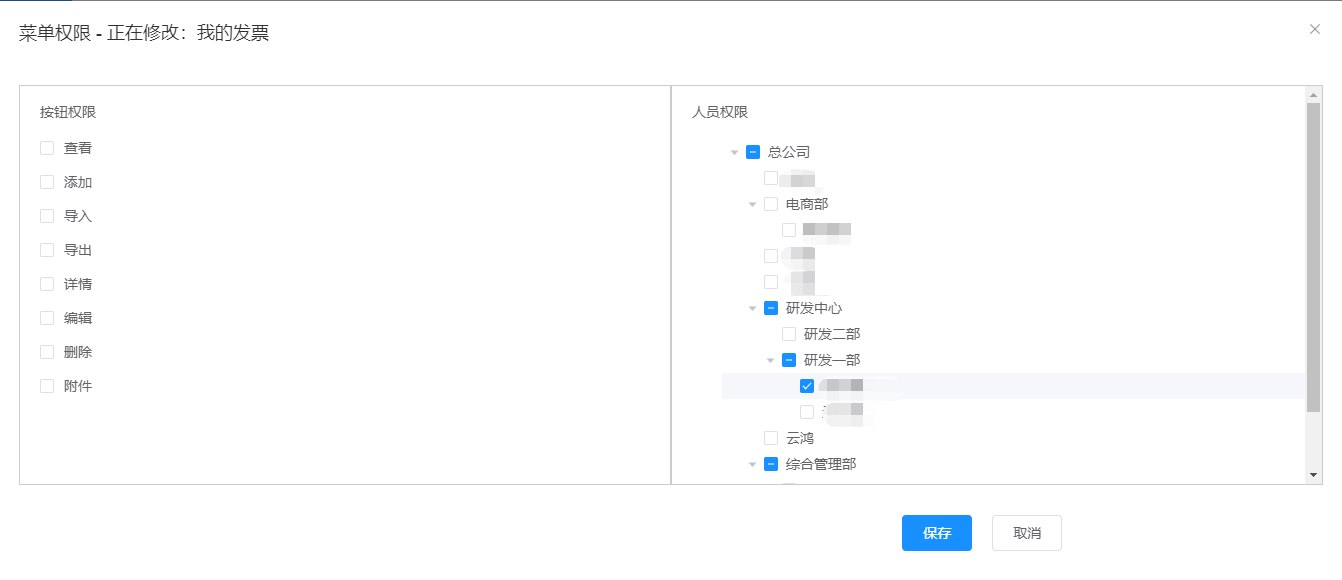 菜单权限 - 正在修改：我的发票
按钮权限
查看
添加
导入
导出
详情
编辑
删除
附件
人员权限
总公司
电商部
研发中心
研发二部
研发一部
云鸿
综合管理部
保存
取消